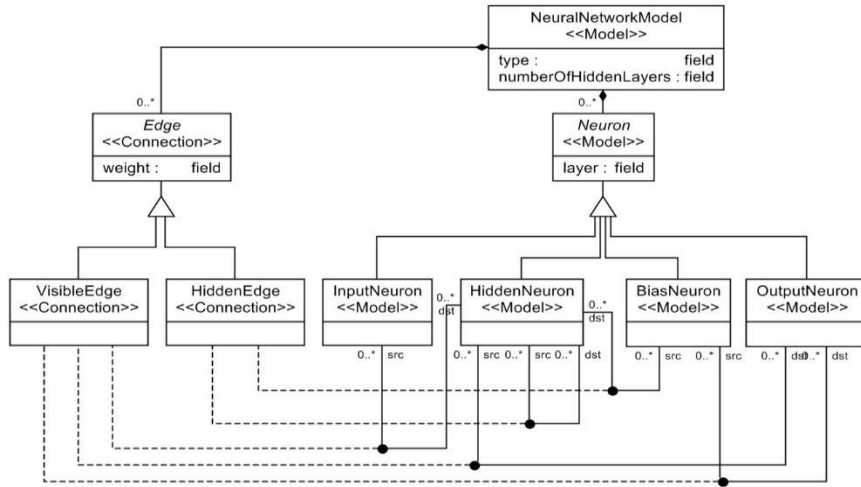 NeuralNetworkModel
<<Model>>
type : field
numberOfHiddenLayers : field
0..* 0..*
Edge
<<Connection>>
weight : field
Neuron
<<Model>>
layer : field
VisibleEdge
<<Connection>>
HiddenEdge
<<Connection>>
InputNeuron
<<Model>>
0..*
dst
HiddenNeuron
<<Model>>
0..*
dst
BiasNeuron
<<Model>>
OutputNeuron
<<Model>>
0..* src 0..* src 0..* src 0..* dst 0..* src 0..* src 0..* dst 0..* dst